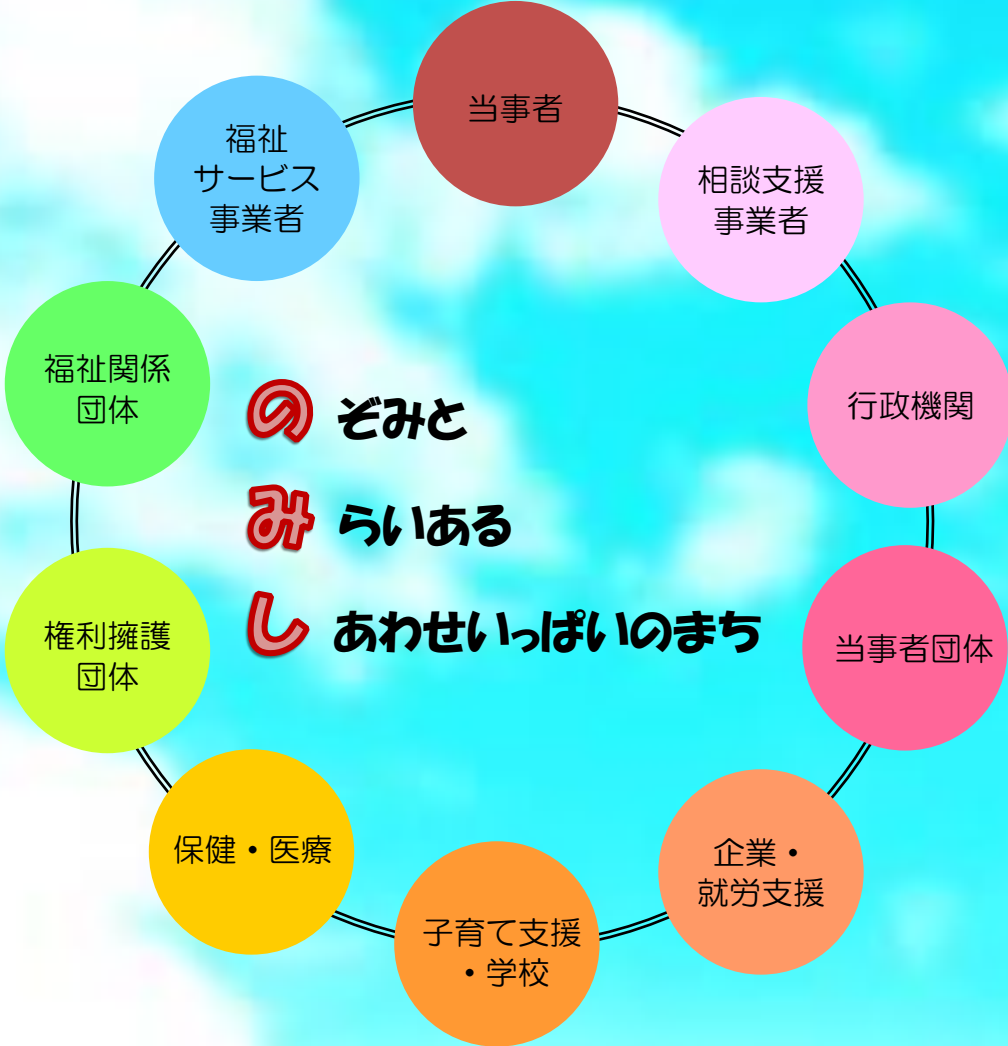 当事者
相談支援
事業者
行政機関
当事者団体
企業・
就労支援
子育て支援
・学校
保健・医療
権利擁護
団体
福祉関係
団体
福祉
サービス
事業者
の ぞみと
み らいある
し あわせいっぱいのまち